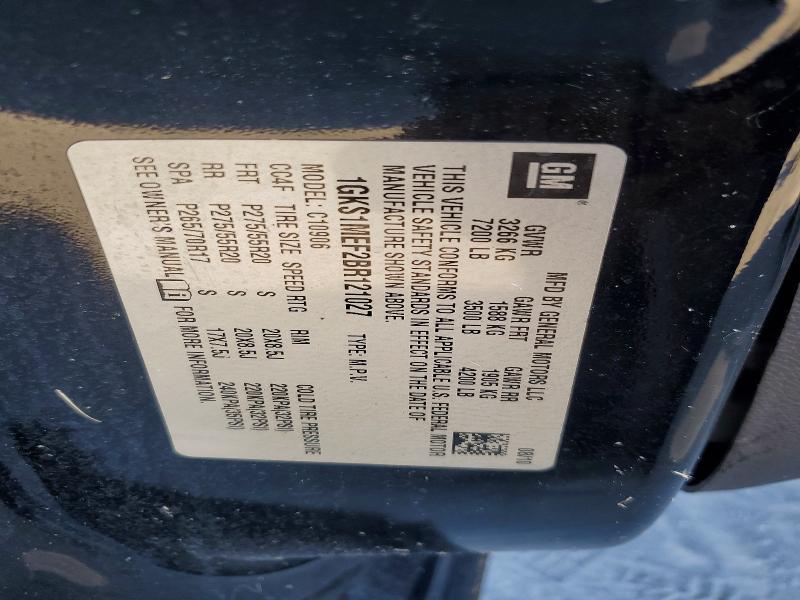 GM ®
MFD BY GENERAL MOTORS LLC 08/10
GVWR GAWR FRT GAWR RR
3266 KG 1588 KG 1905 KG
7200 LB 3500 LB 4200 LB
THIS VEHICLE CONFORMS TO ALL APPLICABLE U.S. FEDERAL MOTOR
VEHICLE SAFETY STANDARDS IN EFFECT ON THE DATE OF
MANUFACTURE SHOWN ABOVE.
1GKS1MEF2BR121027 TYPE: M.P.V.
MODEL: C10906
CC4F TIRE SIZE SPEED RTG RIM COLD TIRE PRESSURE
FRT P275/55R20 S 20X8.5J 220KPA(32PSI)
RR P275/55R20 S 20X8.5J 220KPA(32PSI)
SPA P265/70R17 S 17X7.5J 240KPA(35PSI)
SEE OWNER'S MANUAL FOR MORE INFORMATION.